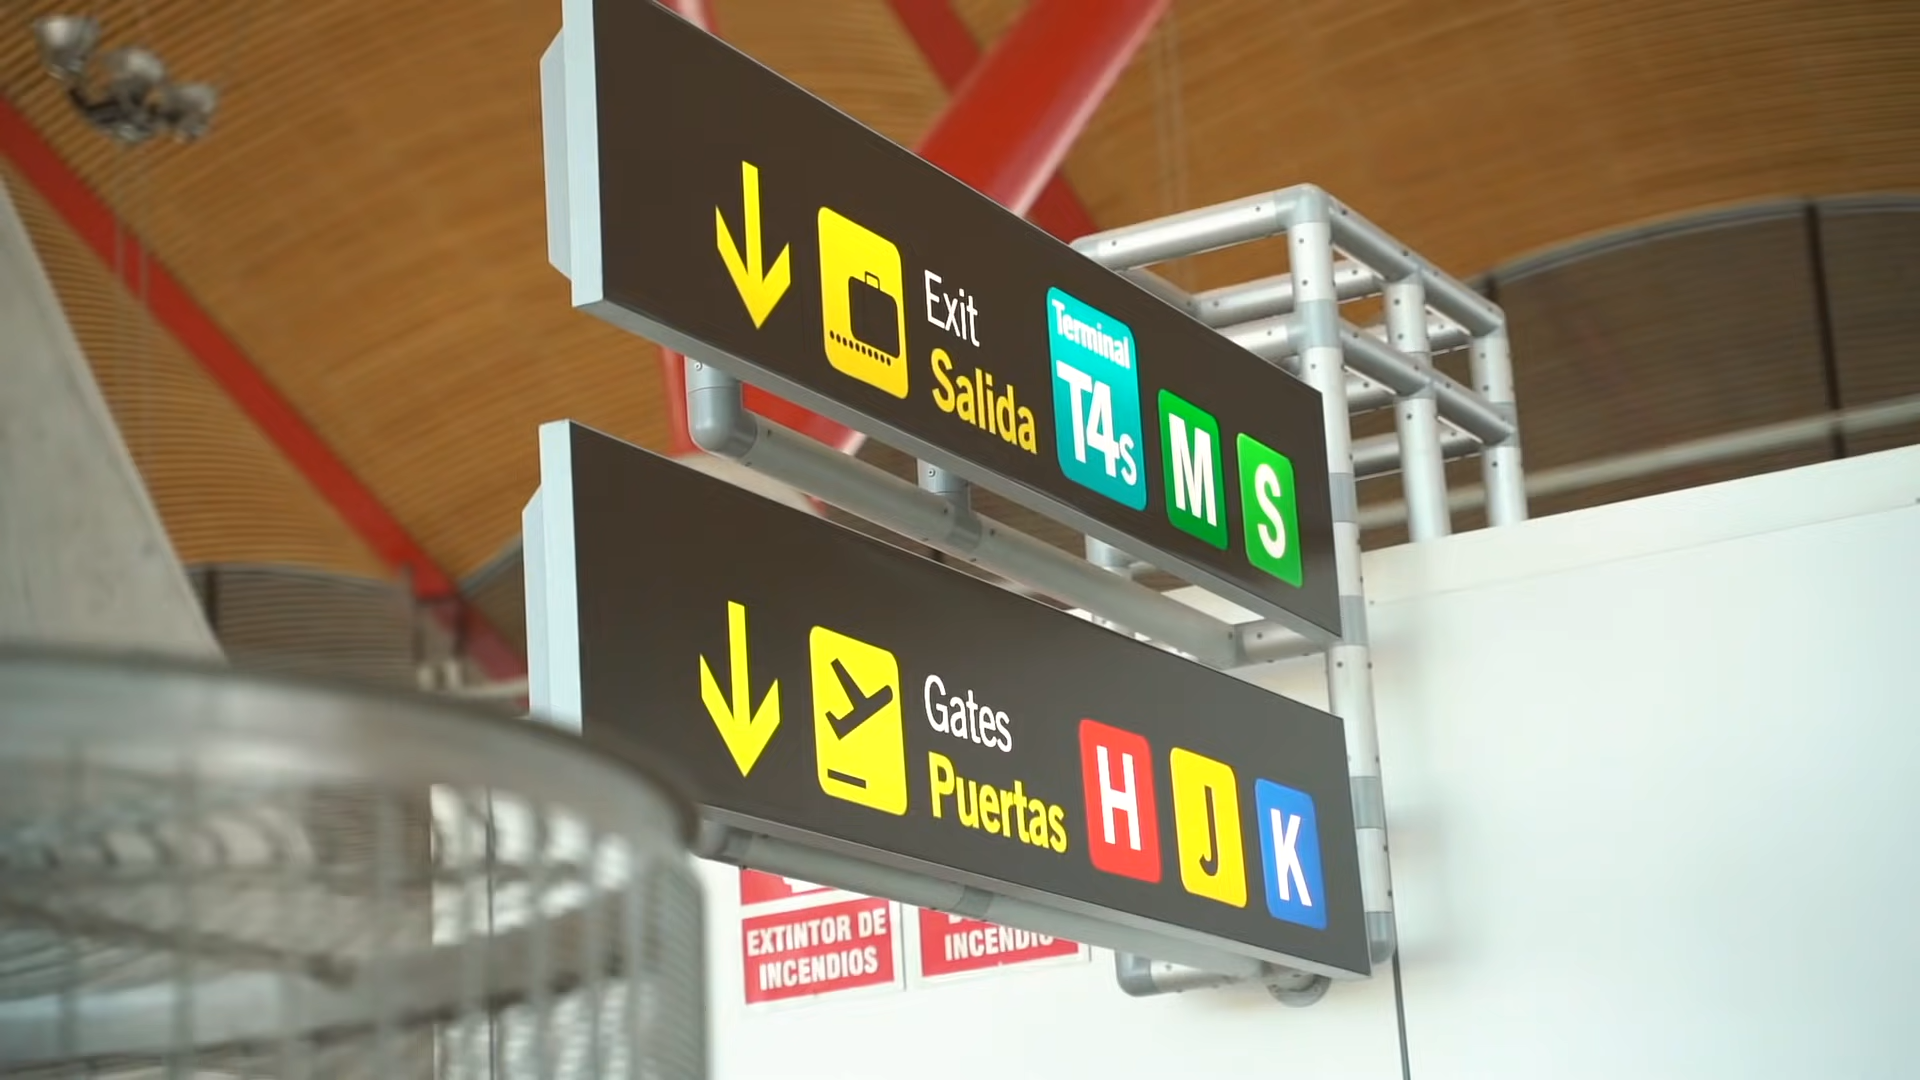 Exit
Salida
Terminal
T4s
M
S
Gates
Puertas
H
J
K
EXTINTOR DE
INCENDIOS
INCENDIO